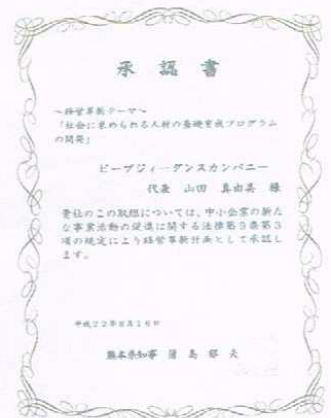 承認書
～経営革新テーマ～
「社会に求められる人材の基礎育成プログラム
の開発」
ビープジィーダンスカンパニー
代表 山田 真由美 様
貴社のこの取組については、中小企業の新た
な事業活動の促進に関する法律第9条第3
項の規定により経営革新計画として承認し
ます。
平成22年8月16日
熊本県知事 蒲島郁夫